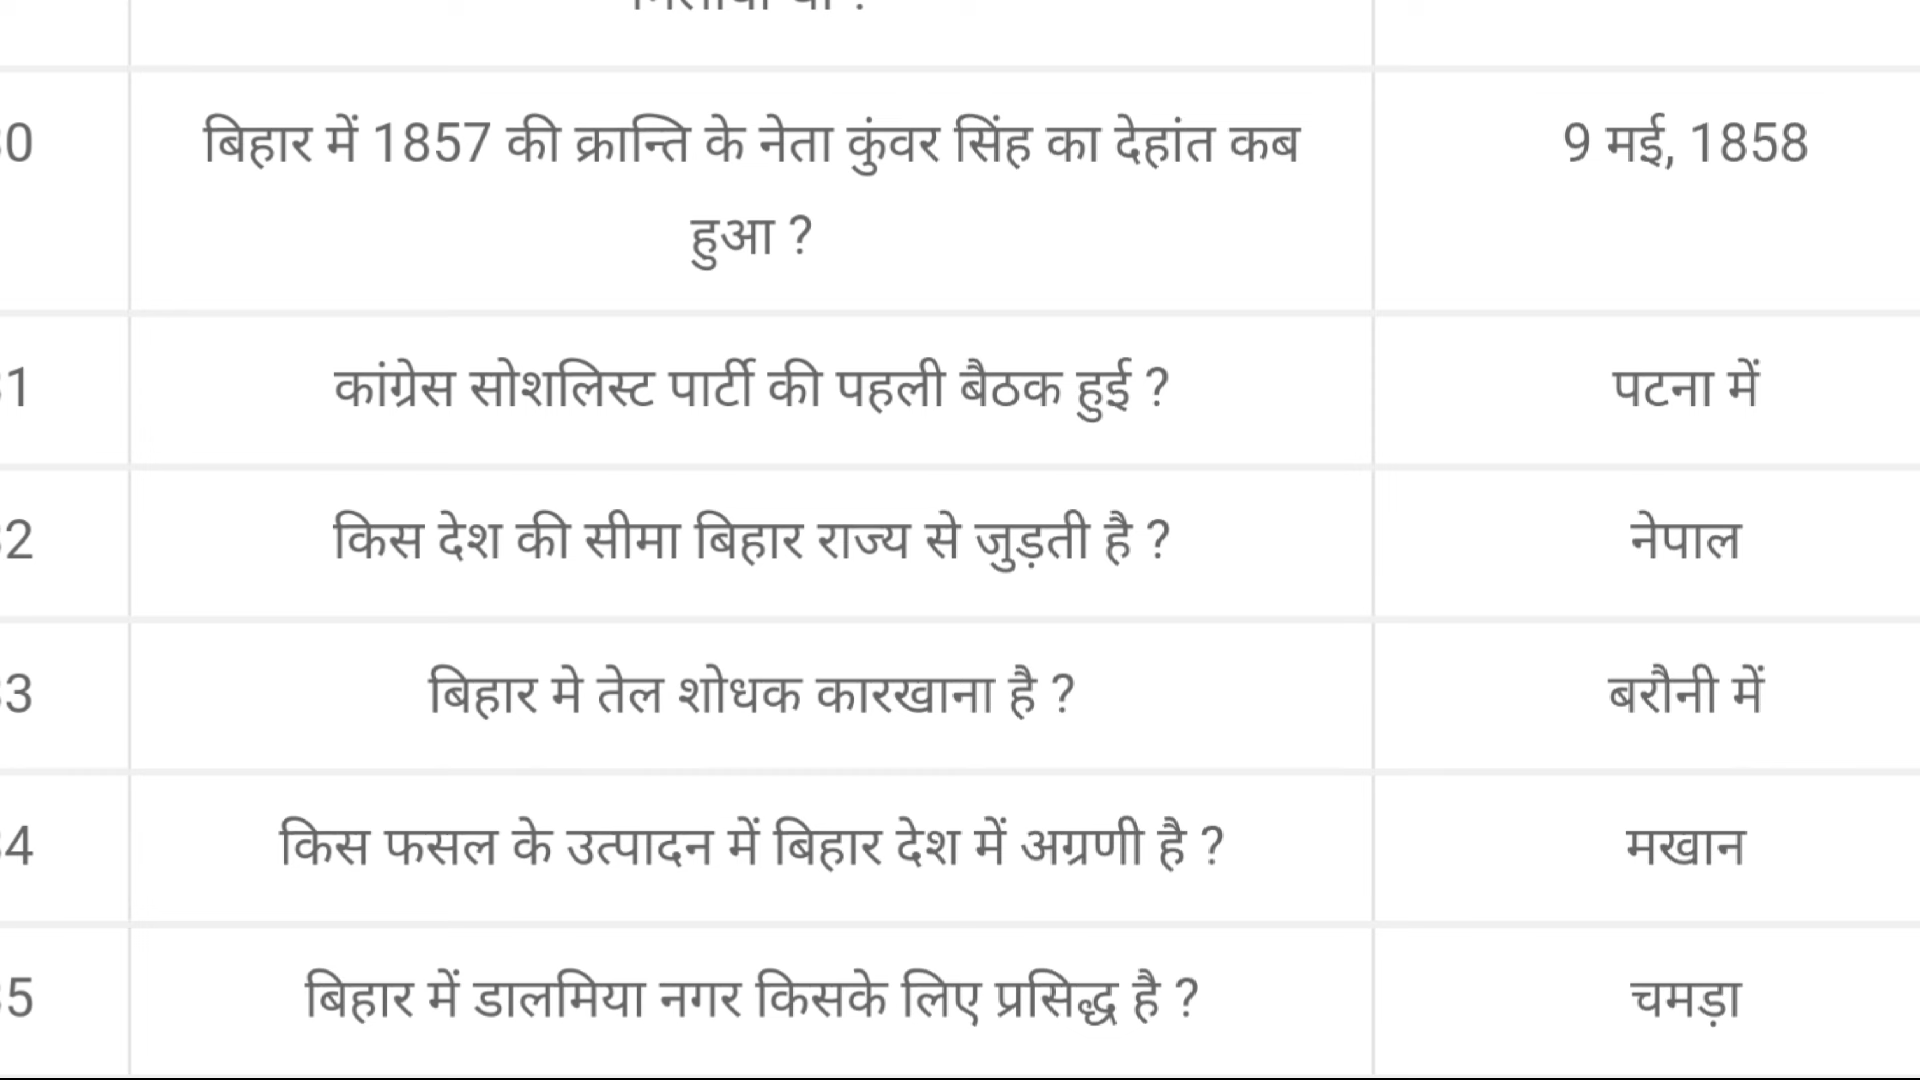 0 बिहार में 1857 की क्रान्ति के नेता कुंवर सिंह का देहांत कब 9 मई, 1858
हुआ ?
1 कांग्रेस सोशलिस्ट पार्टी की पहली बैठक हुई ? पटना में
2 किस देश की सीमा बिहार राज्य से जुड़ती है ? नेपाल
3 बिहार मे तेल शोधक कारखाना है ? बरौनी में
4 किस फसल के उत्पादन में बिहार देश में अग्रणी है ? मखान
5 बिहार में डालमिया नगर किसके लिए प्रसिद्ध है ? चमड़ा